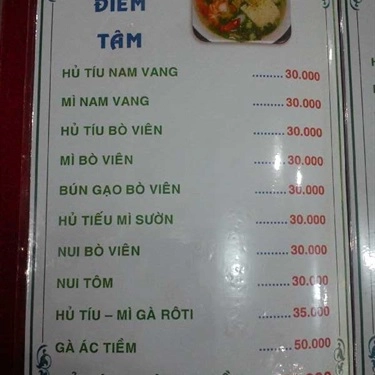 ĐIỂM
TÂM
HỦ TÍU NAM VANG ......... 30.000
MÌ NAM VANG ......... 30.000
HỦ TÍU BÒ VIÊN ......... 30.000
MÌ BÒ VIÊN ......... 30.000
BÚN GẠO BÒ VIÊN ......... 30.000
HỦ TIẾU MÌ SƯỜN ......... 30.000
NUI BÒ VIÊN ......... 30.000
NUI TÔM ......... 30.000
HỦ TÍU – MÌ GÀ RÔTI ......... 35.000
GÀ ÁC TIỀM ......... 50.000